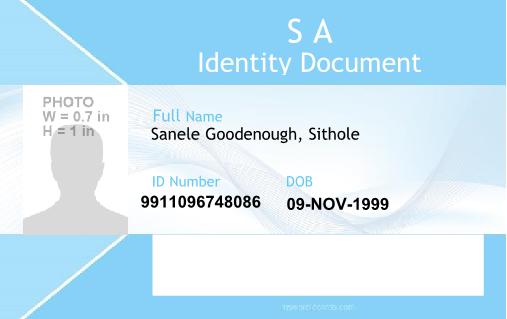 S A
Identity Document
PHOTO
W = 0.7 in
H = 1 in
Full Name
Sanele Goodenough, Sithole
ID Number DOB
9911096748086 09-NOV-1999